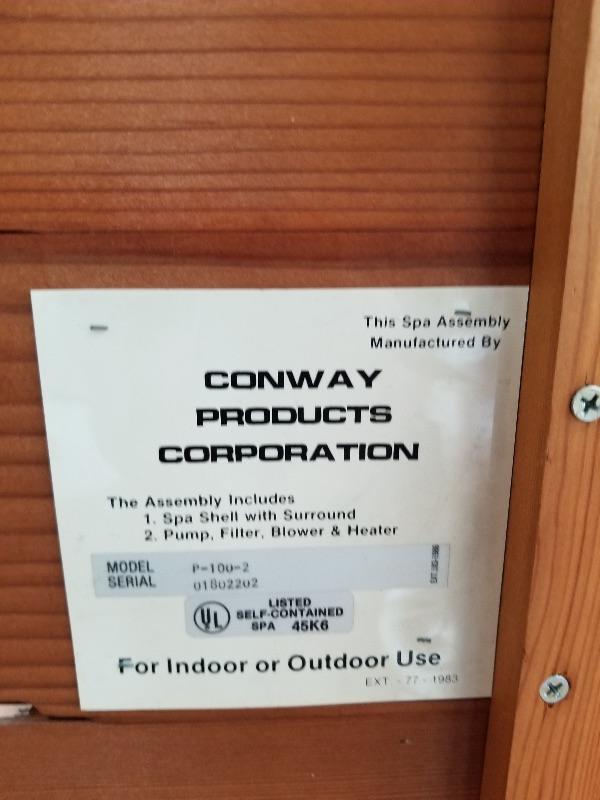 This Spa Assembly
Manufactured By
CONWAY
PRODUCTS
CORPORATION
The Assembly Includes
1. Spa Shell with Surround
2. Pump, Filter, Blower & Heater
MODEL P-100-2
SERIAL 01802202
UL
LISTED
SELF-CONTAINED
SPA 45K6
For Indoor or Outdoor Use
EXT - 77 - 1983